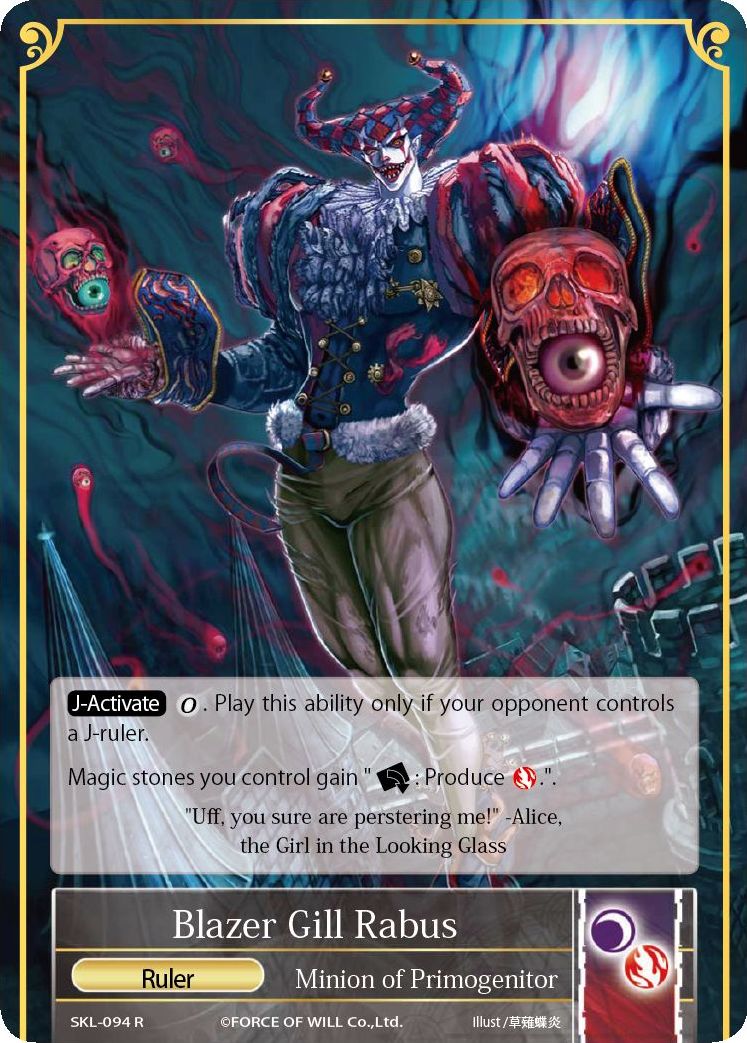 J-Activate 0. Play this ability only if your opponent controls
a J-ruler.
Magic stones you control gain " : Produce .".
"Uff, you sure are perstering me!" -Alice,
the Girl in the Looking Glass
Blazer Gill Rabus
Ruler
Minion of Primogenitor
SKL-094 R
©FORCE OF WILL Co.,Ltd.
Illust/草薙蝶炎